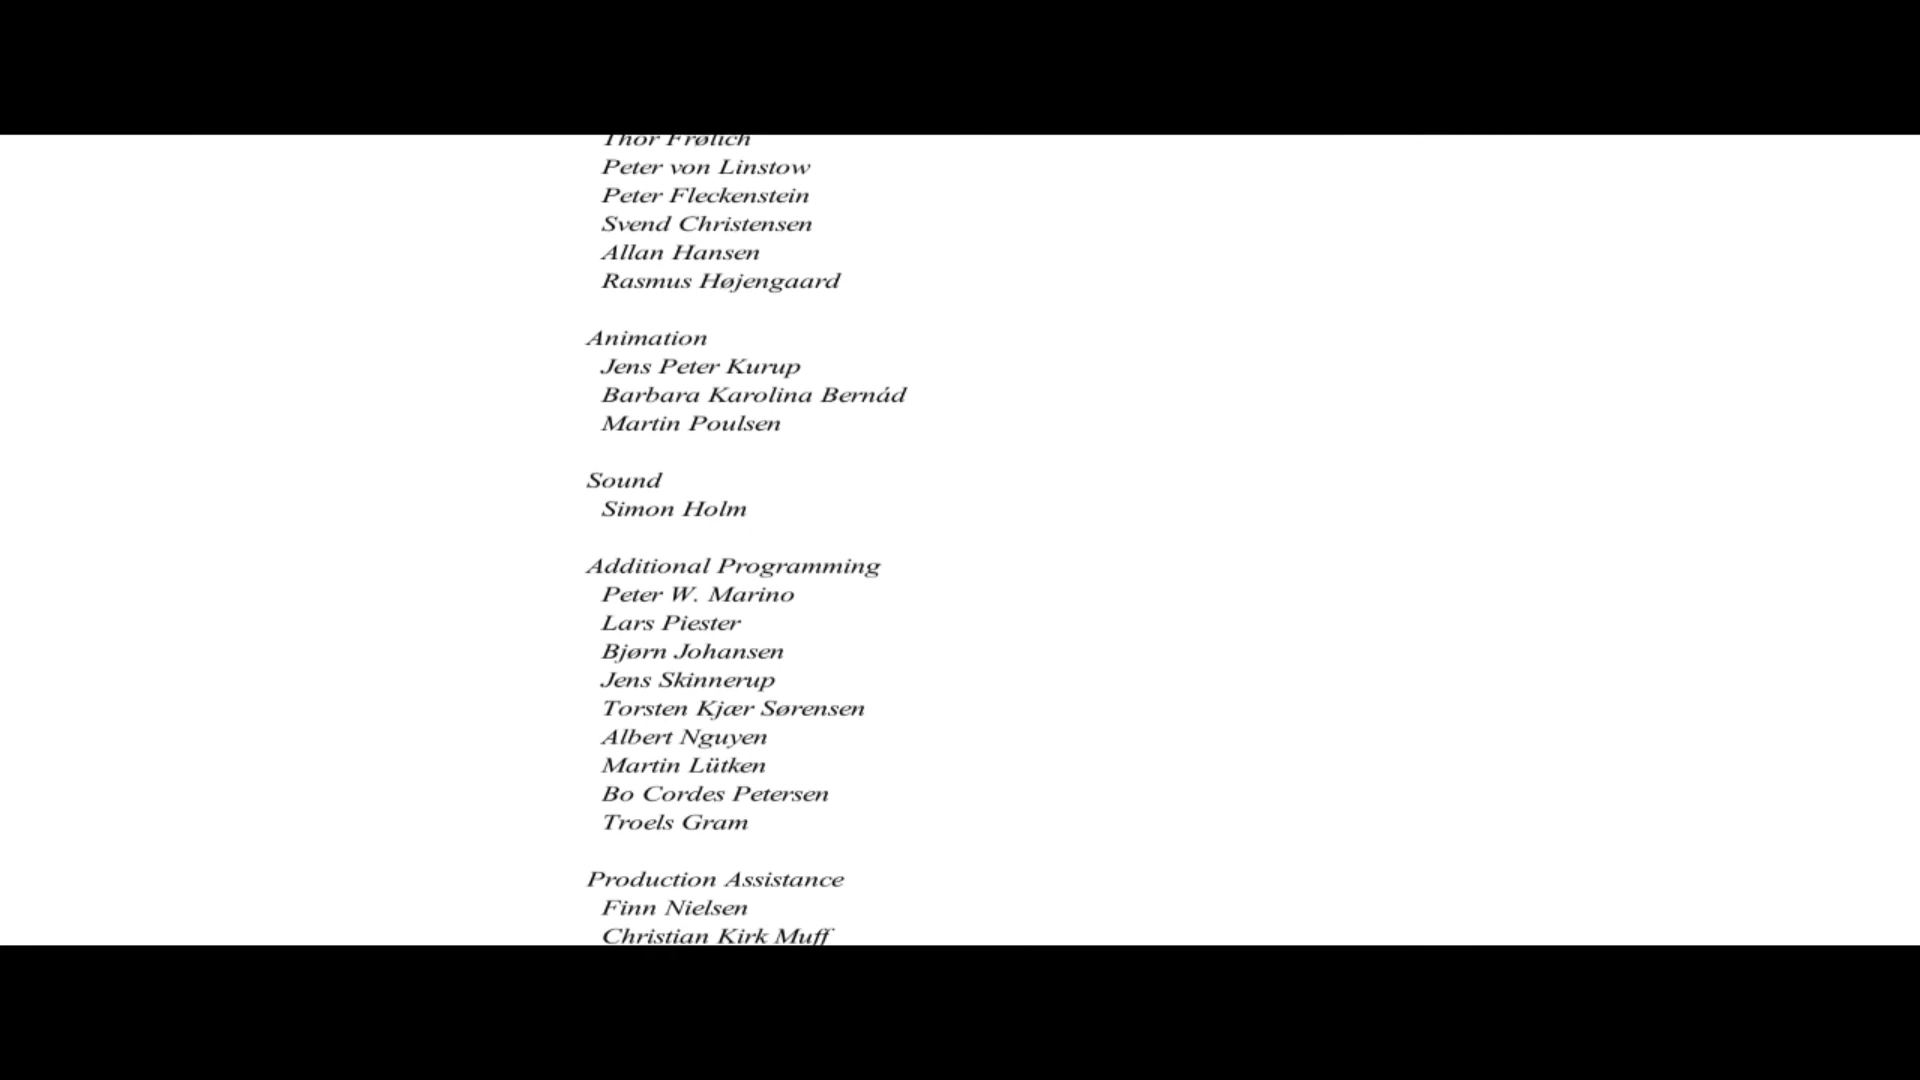 Thor Frølich
Peter von Linstow
Peter Fleckenstein
Svend Christensen
Allan Hansen
Rasmus Højengaard
Animation
Jens Peter Kurup
Barbara Karolina Bernád
Martin Poulsen
Sound
Simon Holm
Additional Programming
Peter W. Marino
Lars Piester
Bjørn Johansen
Jens Skinnerup
Torsten Kjær Sørensen
Albert Nguyen
Martin Lütken
Bo Cordes Petersen
Troels Gram
Production Assistance
Finn Nielsen
Christian Kirk Muff